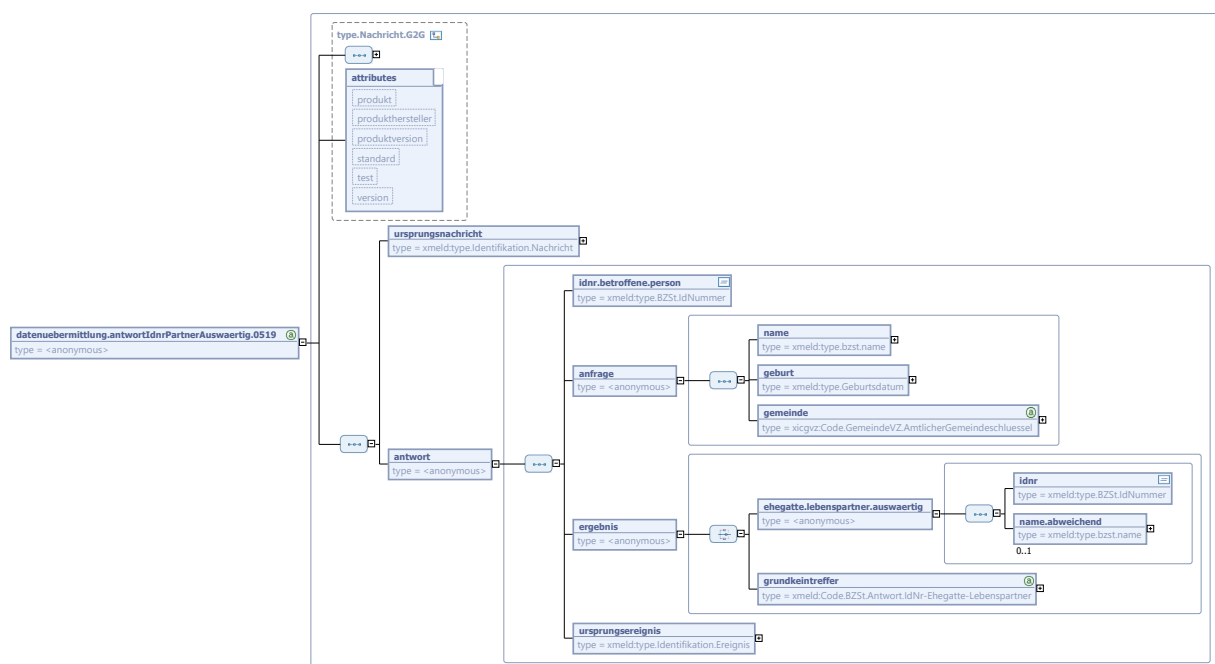 type.Nachricht.G2G
attributes
produkt
produkthersteller
produktversion
standard
test
version
ursprungsnachricht
type = xmeld:type.Identifikation.Nachricht
datenuebermittlung.antwortIdnrPartnerAuswaertig.0519
type = <anonymous>
antwort
type = <anonymous>
idnr.betroffene.person
type = xmeld:type.BZSt.IdNummer
anfrage
type = <anonymous>
name
type = xmeld:type.bzst.name
geburt
type = xmeld:type.Geburtsdatum
gemeinde
type = xicgvz:Code.GemeindeVZ.AmtlicherGemeindeschluessel
ergebnis
type = <anonymous>
ehegatte.lebenspartner.auswaertig
type = <anonymous>
idnr
type = xmeld:type.BZSt.IdNummer
name.abweichend
type = xmeld:type.bzst.name
0..1
grundkeintreffer
type = xmeld:Code.BZSt.Antwort.IdNr-Ehegatte-Lebenspartner
ursprungsereignis
type = xmeld:type.Identifikation.Ereignis